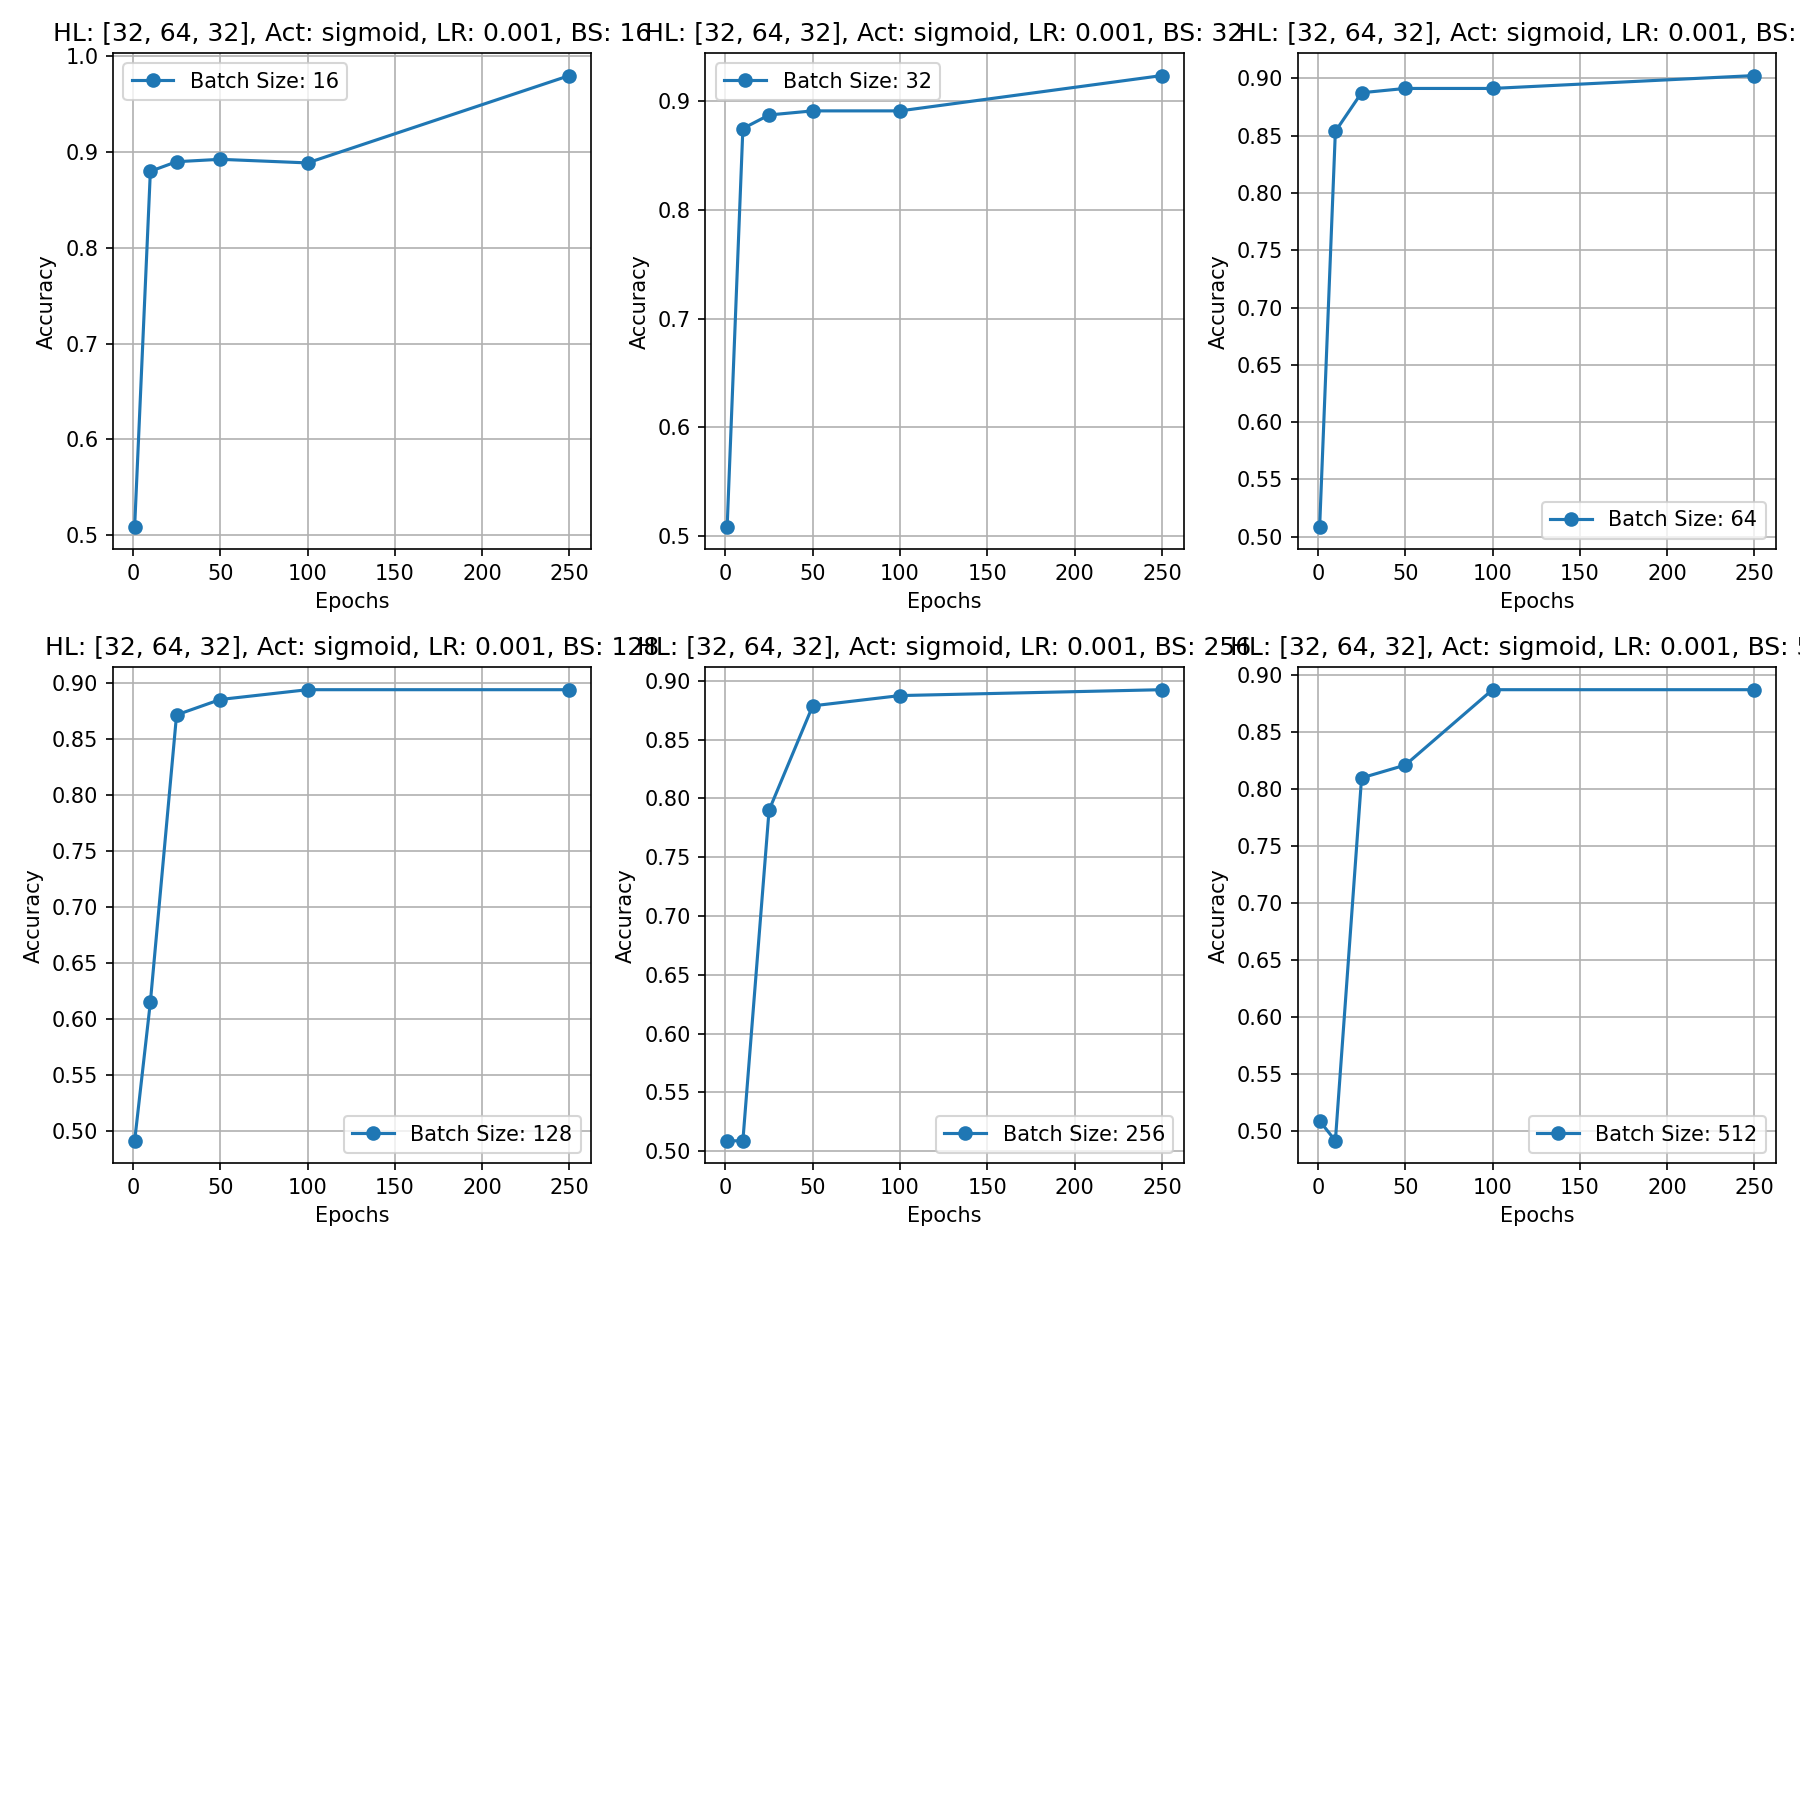 HL: [32, 64, 32], Act: sigmoid, LR: 0.001, BS: 16
Batch Size: 16
Accuracy
1.0
0.9
0.8
0.7
0.6
0.5
0 50 100 150 200 250
Epochs
HL: [32, 64, 32], Act: sigmoid, LR: 0.001, BS: 32
Batch Size: 32
Accuracy
0.9
0.8
0.7
0.6
0.5
0 50 100 150 200 250
Epochs
HL: [32, 64, 32], Act: sigmoid, LR: 0.001, BS:
Batch Size: 64
Accuracy
0.90
0.85
0.80
0.75
0.70
0.65
0.60
0.55
0.50
0 50 100 150 200 250
Epochs
HL: [32, 64, 32], Act: sigmoid, LR: 0.001, BS: 128
Batch Size: 128
Accuracy
0.90
0.85
0.80
0.75
0.70
0.65
0.60
0.55
0.50
0 50 100 150 200 250
Epochs
HL: [32, 64, 32], Act: sigmoid, LR: 0.001, BS: 256
Batch Size: 256
Accuracy
0.90
0.85
0.80
0.75
0.70
0.65
0.60
0.55
0.50
0 50 100 150 200 250
Epochs
HL: [32, 64, 32], Act: sigmoid, LR: 0.001, BS:
Batch Size: 512
Accuracy
0.90
0.85
0.80
0.75
0.70
0.65
0.60
0.55
0.50
0 50 100 150 200 250
Epochs